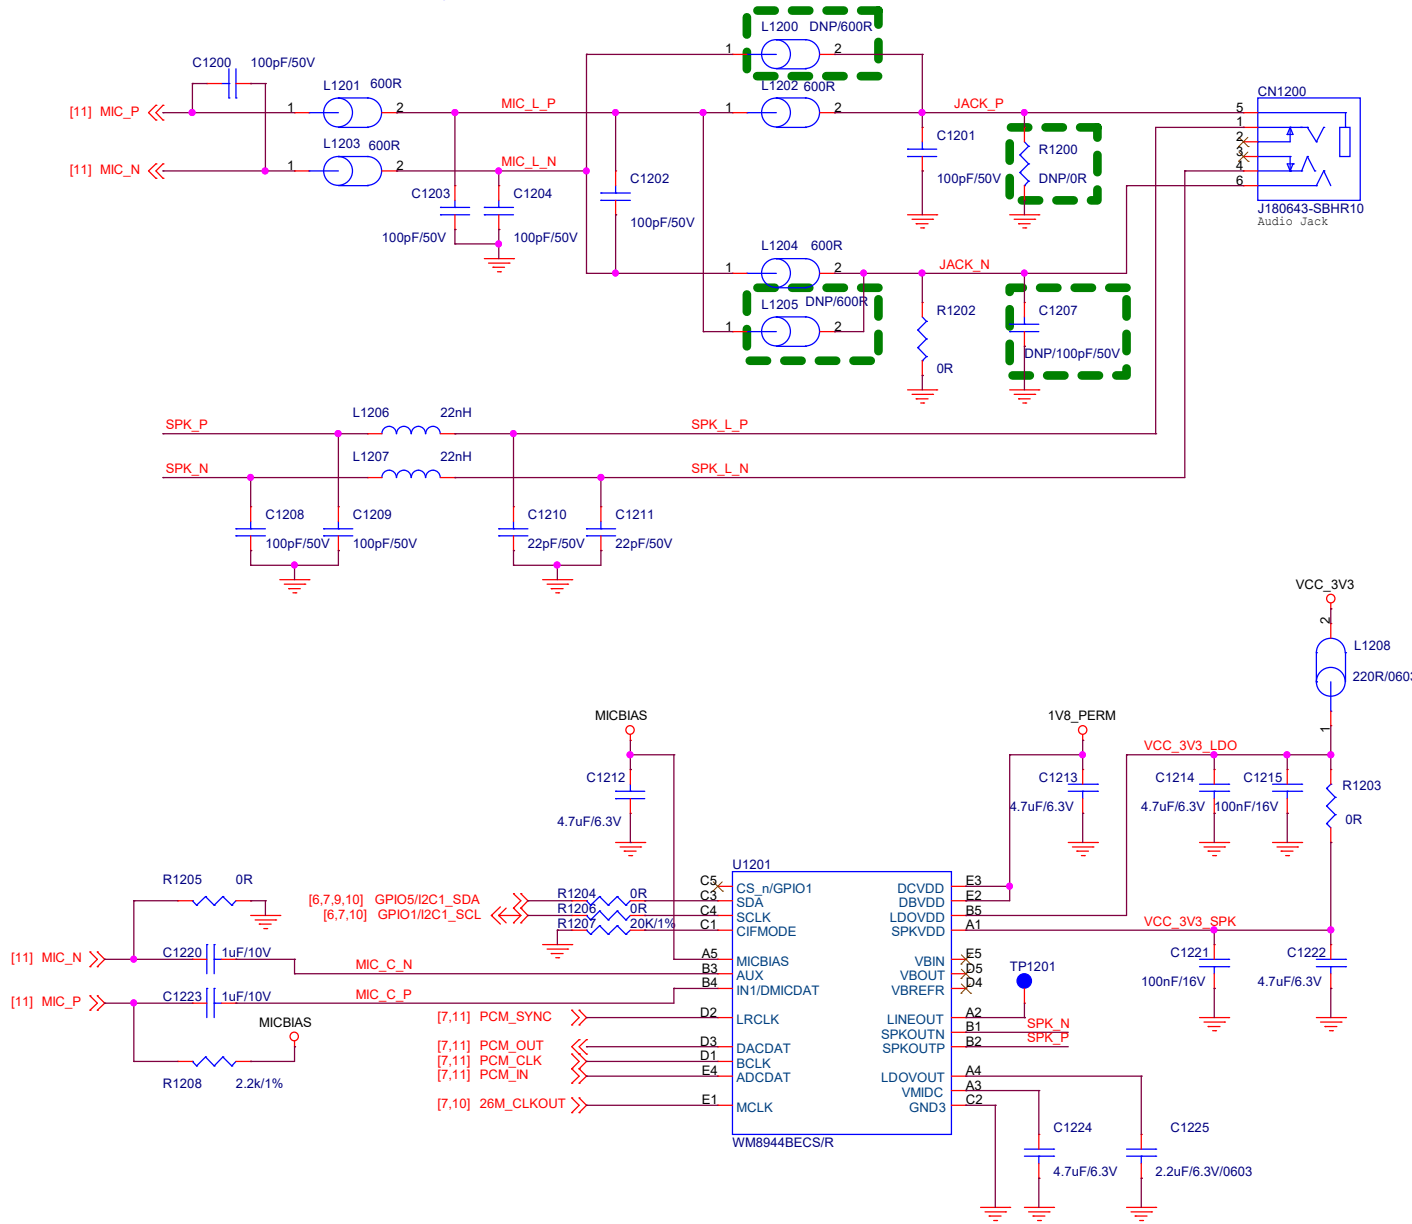 L1200 DNP/600R
1 2
C1200 100pF/50V
L1201 600R
[11] MIC_P
1 2
MIC_L_P
L1202 600R
1 2
JACK_P
CN1200
5
1
2
3
4
6
J180643-SBHR10
Audio Jack
L1203 600R
[11] MIC_N
1 2
MIC_L_N
C1203
100pF/50V
C1204
100pF/50V
C1202
100pF/50V
C1201
100pF/50V
R1200
DNP/0R
L1204 600R
1 2
JACK_N
L1205 DNP/600R
1 2
R1202
0R
C1207
DNP/100pF/50V
SPK_P
L1206 22nH
SPK_L_P
SPK_N
L1207 22nH
SPK_L_N
C1208
100pF/50V
C1209
100pF/50V
C1210
22pF/50V
C1211
22pF/50V
VCC_3V3
2
L1208
220R/0603
1
MICBIAS
C1212
4.7uF/6.3V
1V8_PERM
C1213
4.7uF/6.3V
VCC_3V3_LDO
C1214
4.7uF/6.3V
C1215
100nF/16V
R1203
0R
U1201
R1205 0R
[6,7,9,10] GPIO5/I2C1_SDA
[6,7,10] GPIO1/I2C1_SCL
R1204 0R
R1206 0R
R1207 20K/1%
C5 CS_n/GPIO1
C3 SDA
C4 SCLK
C1 CIFMODE
A5 MICBIAS
B3 AUX
B4 IN1/DMICDAT
D2 LRCLK
D3 DACDAT
D1 BCLK
E4 ADCDAT
E1 MCLK
DCVDD E3
DBVDD E2
LDOVDD B5
SPKVDD A1
VBIN E5
VBOUT D5
VBREFR D4
LINEOUT A2
SPKOUTN B1
SPKOUTP B2
LDOVOUT A4
VMIDC A3
GND3 C2
WM8944BECS/R
VCC_3V3_SPK
C1221
100nF/16V
C1222
4.7uF/6.3V
TP1201
SPK_N
SPK_P
[11] MIC_N
C1220 1uF/10V
MIC_C_N
[11] MIC_P
C1223 1uF/10V
MIC_C_P
MICBIAS
R1208 2.2k/1%
[7,11] PCM_SYNC
[7,11] PCM_OUT
[7,11] PCM_CLK
[7,11] PCM_IN
[7,10] 26M_CLKOUT
C1224
4.7uF/6.3V
C1225
2.2uF/6.3V/0603